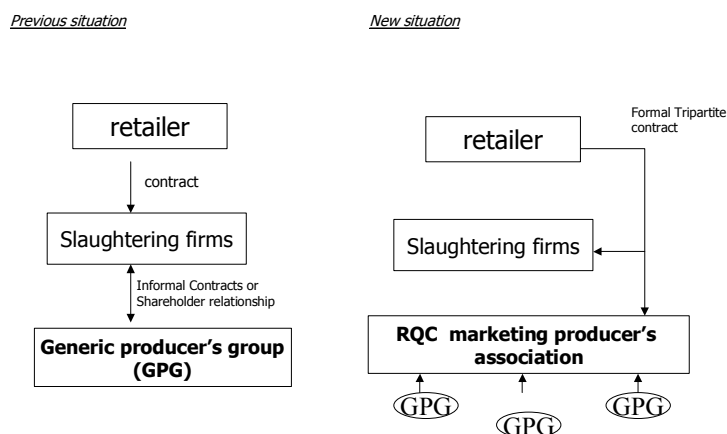 Previous situation
retailer
contract
Slaughtering firms
Informal Contracts or
Shareholder relationship
Generic producer’s group
(GPG)
New situation
Formal Tripartite
contract
retailer
Slaughtering firms
RQC marketing producer’s
association
GPG
GPG
GPG